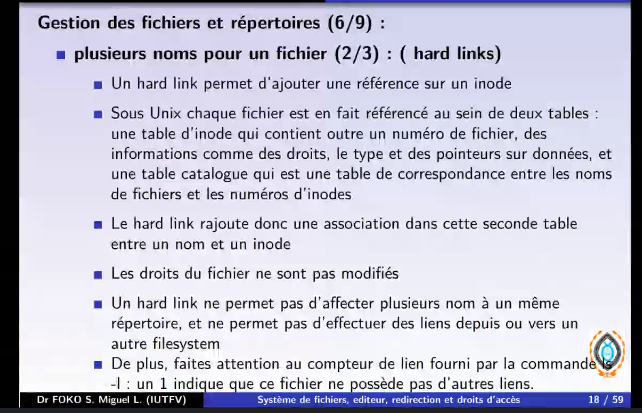 Gestion des fichiers et répertoires (6/9) :
plusieurs noms pour un fichier (2/3) : ( hard links)
Un hard link permet d'ajouter une référence sur un inode
Sous Unix chaque fichier est en fait référencé au sein de deux tables :
une table d'inode qui contient outre un numéro de fichier, des
informations comme des droits, le type et des pointeurs sur données, et
une table catalogue qui est une table de correspondance entre les noms
de fichiers et les numéros d'inodes
Le hard link rajoute donc une association dans cette seconde table
entre un nom et un inode
Les droits du fichier ne sont pas modifiés
Un hard link ne permet pas d'affecter plusieurs nom à un même
répertoire, et ne permet pas d'effectuer des liens depuis ou vers un
autre filesystem
De plus, faites attention au compteur de lien fourni par la commande ls
-l : un 1 indique que ce fichier ne possède pas d'autres liens.
Dr FOKO S. Miguel L. (IUTFV) Système de fichiers, editeur, redirection et droits d'accès 18 / 59